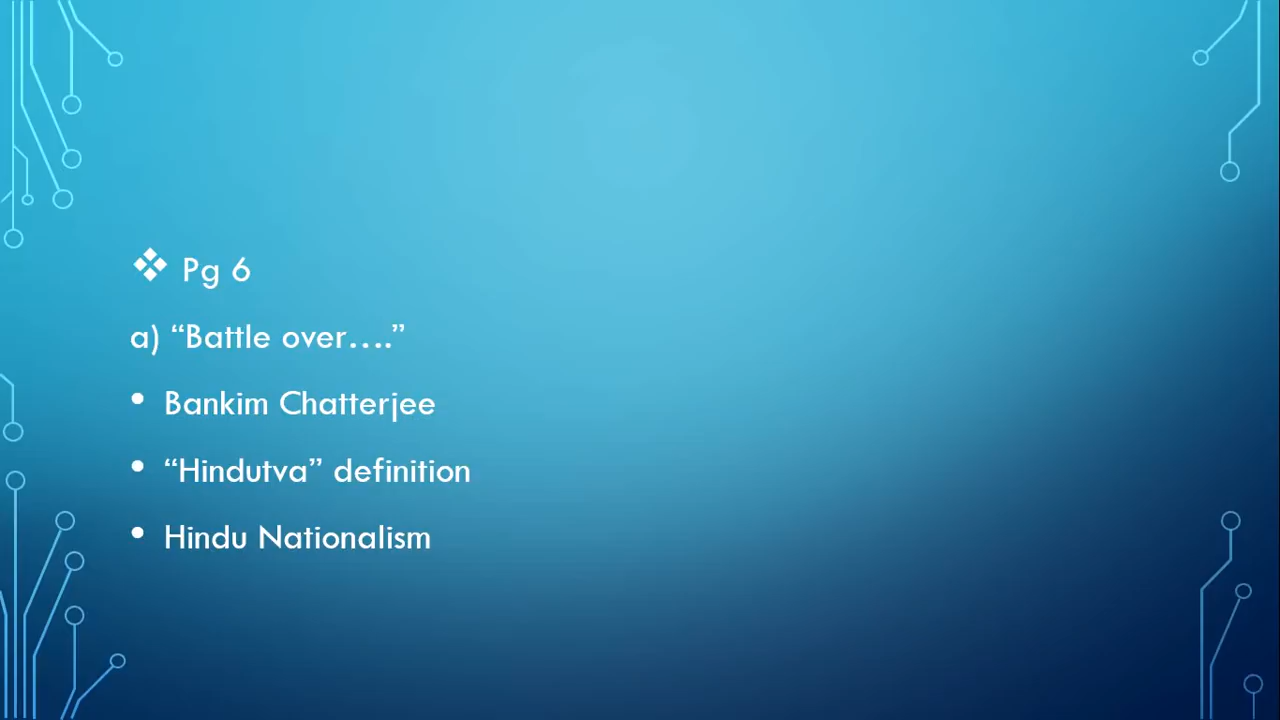 ❖ Pg 6
a) “Battle over….”
• Bankim Chatterjee
• “Hindutva” definition
• Hindu Nationalism